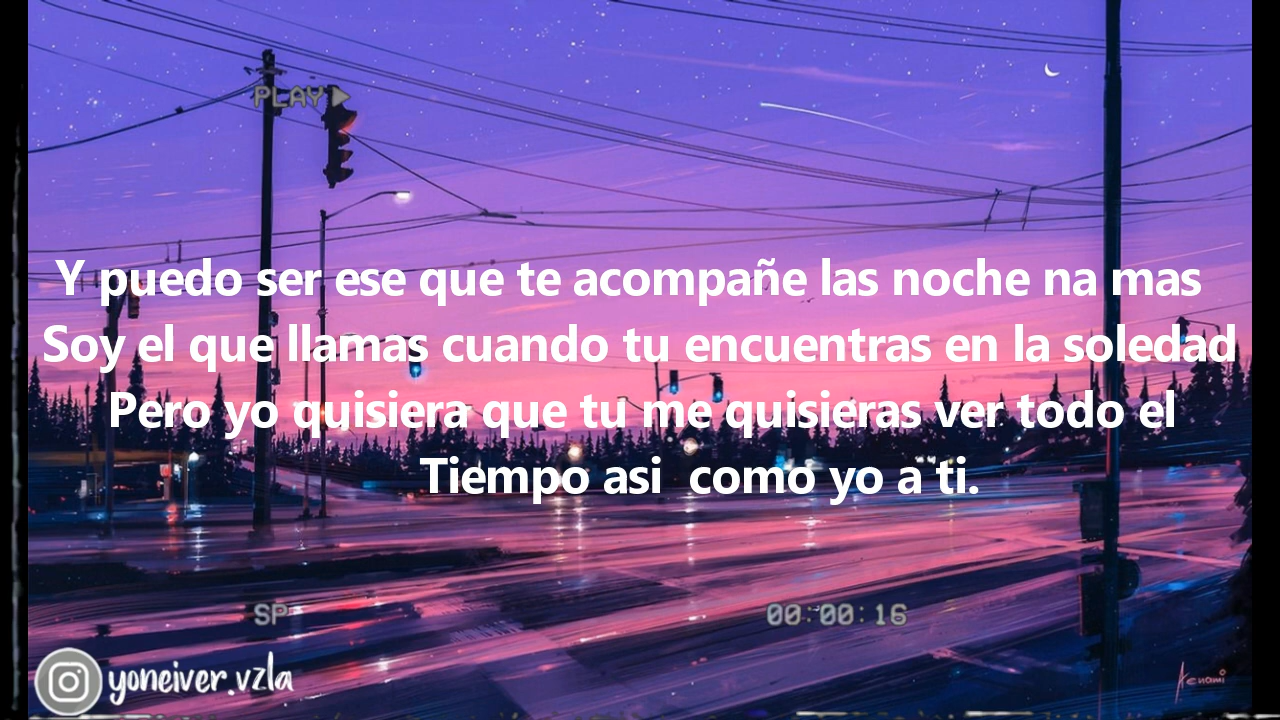 PLAY
Y puedo ser ese que te acompañe las noche na mas
Soy el que llamas cuando tu encuentras en la soledad
Pero yo quisiera que tu me quisieras ver todo el
Tiempo asi  como yo a ti.
SP
00:00:16
yoneiver.vzla
Aenami